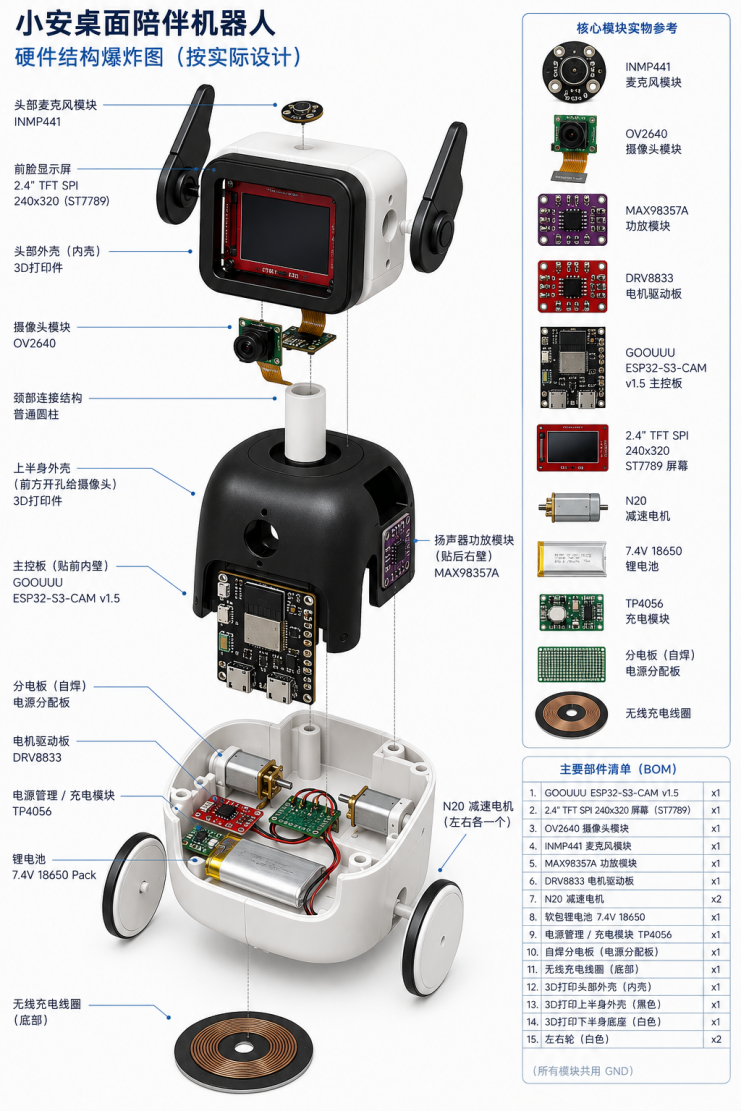 小安桌面陪伴机器人
硬件结构爆炸图（按实际设计）
头部麦克风模块
INMP441
前脸显示屏
2.4" TFT SPI
240x320 (ST7789)
头部外壳（内壳）
3D打印件
摄像头模块
OV2640
颈部连接结构
普通圆柱
上半身外壳
（前方开孔给摄像头）
3D打印件
主控板（贴前内壁）
GOOUUU
ESP32-S3-CAM v1.5
扬声器功放模块
（贴后右壁）
MAX98357A
分电板（自焊）
电源分配板
电机驱动板
DRV8833
电源管理 / 充电模块
TP4056
锂电池
7.4V 18650 Pack
N20 减速电机
（左右各一个）
无线充电线圈
（底部）
核心模块实物参考
INMP441
麦克风模块
OV2640
摄像头模块
MAX98357A
功放模块
DRV8833
电机驱动板
GOOUUU
ESP32-S3-CAM
v1.5 主控板
2.4" TFT SPI
240x320
ST7789 屏幕
N20
减速电机
7.4V 18650
锂电池
TP4056
充电模块
分电板（自焊）
电源分配板
无线充电线圈
主要部件清单（BOM）
1. GOOUUU ESP32-S3-CAM v1.5 x1
2. 2.4" TFT SPI 240x320 屏幕（ST7789） x1
3. OV2640 摄像头模块 x1
4. INMP441 麦克风模块 x1
5. MAX98357A 功放模块 x1
6. DRV8833 电机驱动板 x1
7. N20 减速电机 x2
8. 软包锂电池 7.4V 18650 x1
9. 电源管理 / 充电模块 TP4056 x1
10. 自焊分电板（电源分配板） x1
11. 无线充电线圈（底部） x1
12. 3D打印头部外壳（内壳） x1
13. 3D打印上半身外壳（黑色） x1
14. 3D打印下半身底座（白色） x1
15. 左右轮（白色） x2
（所有模块共用 GND）